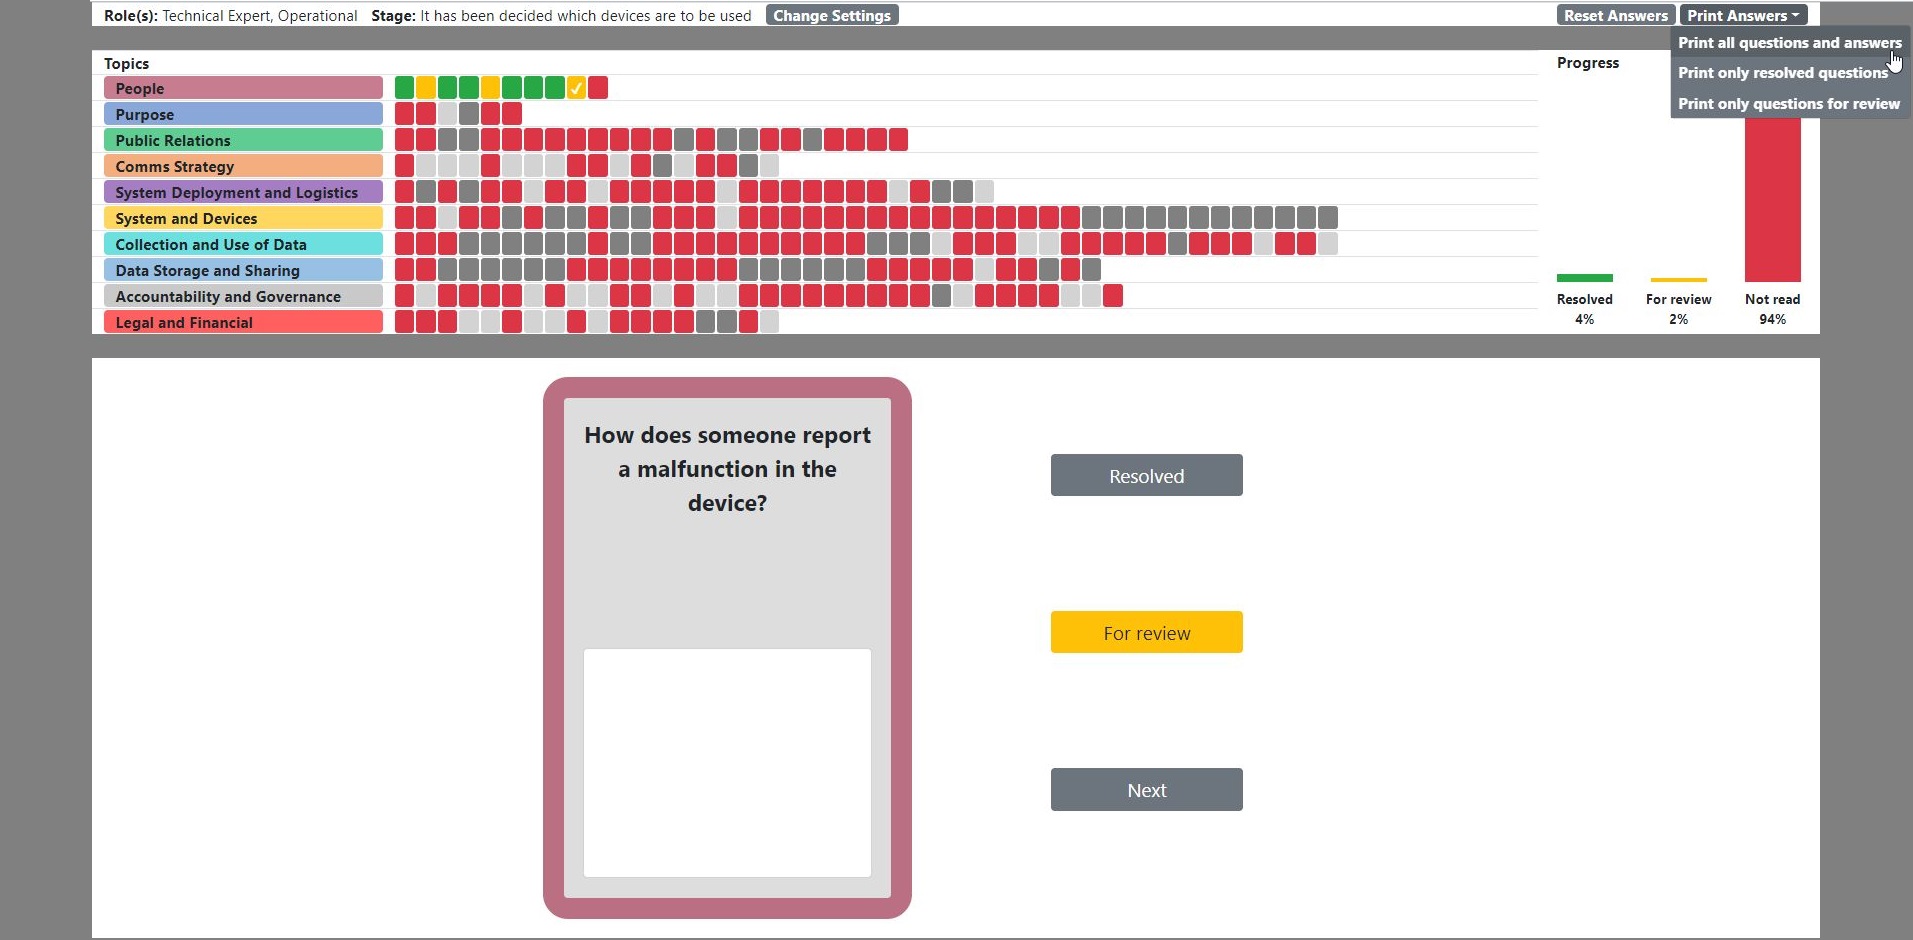 Role(s): Technical Expert, Operational Stage: It has been decided which devices are to be used Change Settings Reset Answers Print Answers
Print all questions and answers
Print only resolved questions
Print only questions for review
Topics
People
Purpose
Public Relations
Comms Strategy
System Deployment and Logistics
System and Devices
Collection and Use of Data
Data Storage and Sharing
Accountability and Governance
Legal and Financial
Progress
Resolved For review Not read
4% 2% 94%
How does someone report
a malfunction in the
device?
Resolved
For review
Next